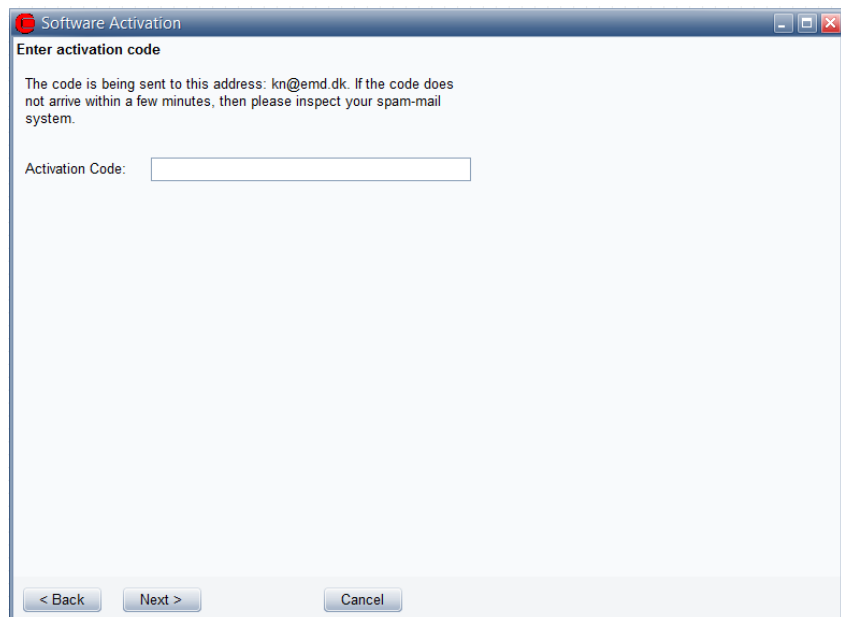 Software Activation
Enter activation code
The code is being sent to this address: kn@emd.dk. If the code does
not arrive within a few minutes, then please inspect your spam-mail
system.
Activation Code:
< Back Next > Cancel